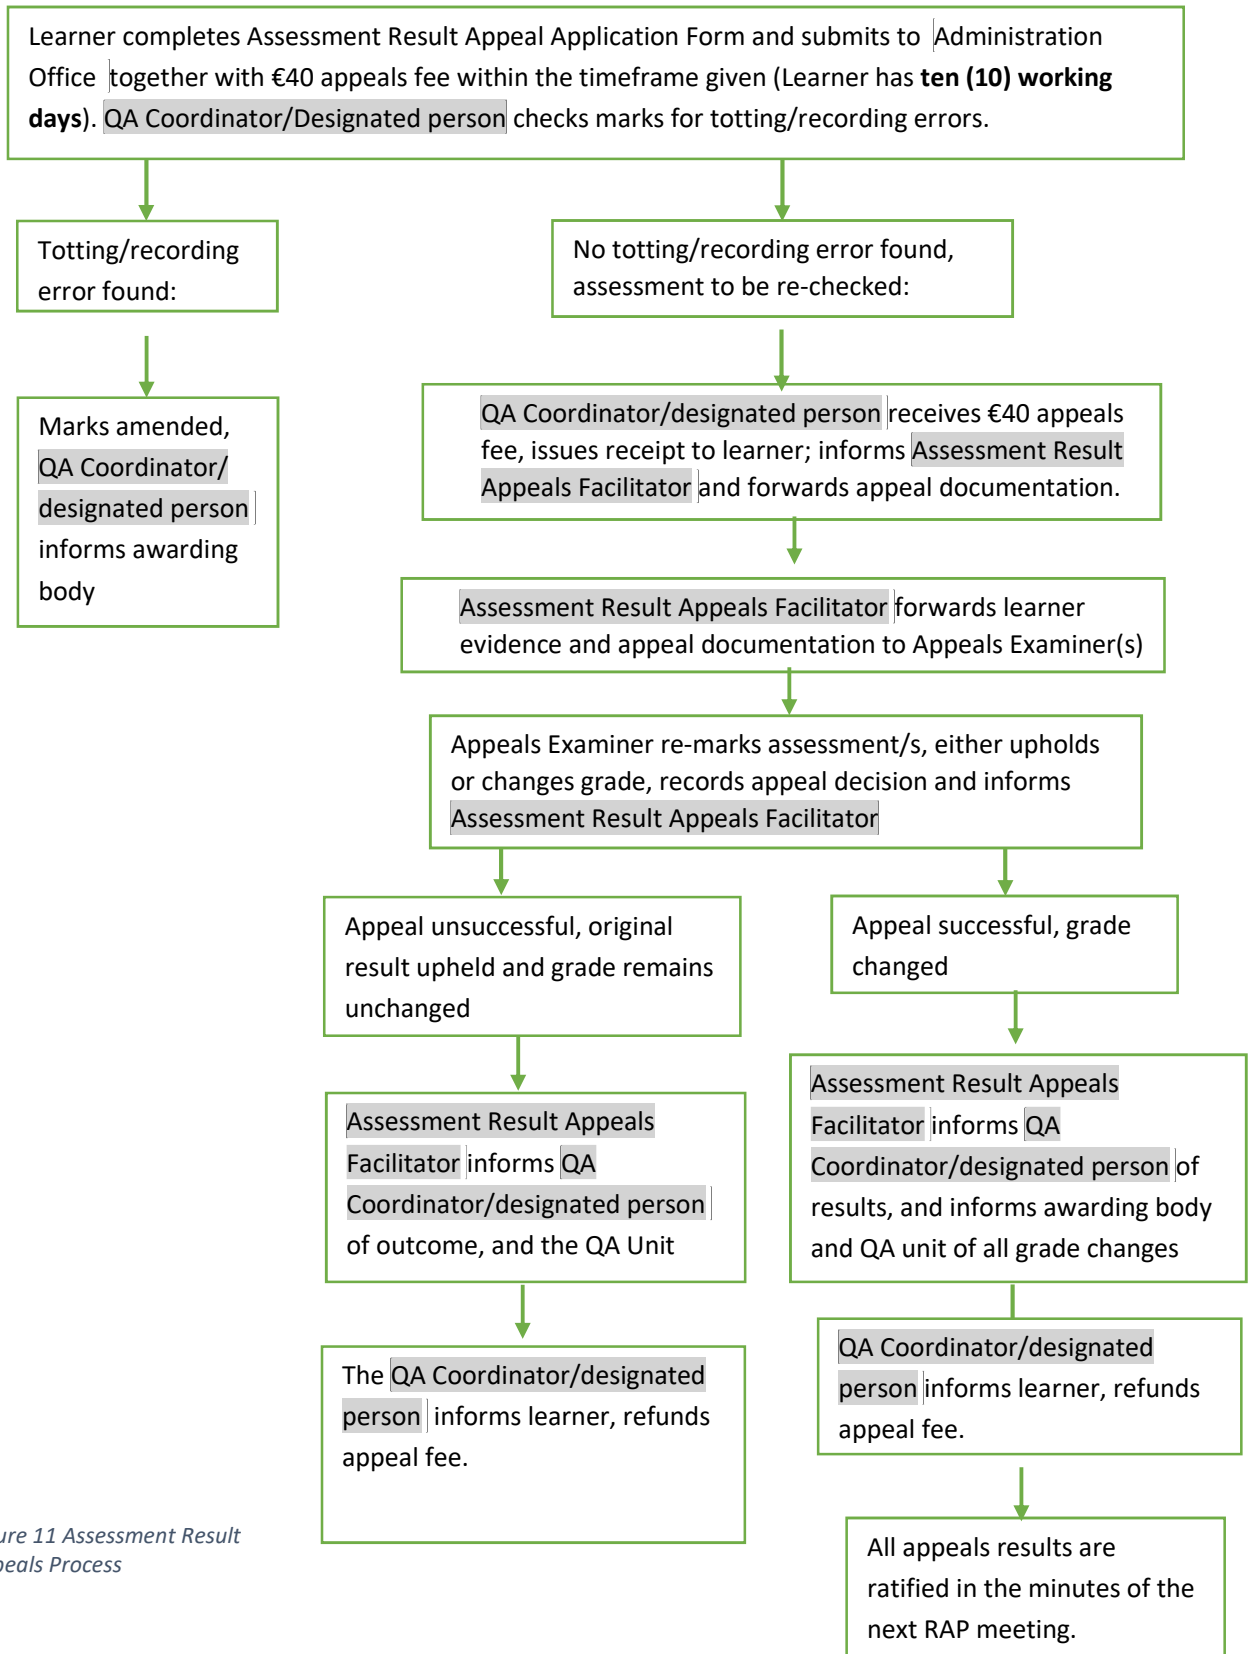 Learner completes Assessment Result Appeal Application Form and submits to Administration
Office together with €40 appeals fee within the timeframe given (Learner has ten (10) working
days). QA Coordinator/Designated person checks marks for totting/recording errors.
Totting/recording
error found:
No totting/recording error found,
assessment to be re-checked:
Marks amended,
QA Coordinator/
designated person
informs awarding
body
QA Coordinator/designated person receives €40 appeals
fee, issues receipt to learner; informs Assessment Result
Appeals Facilitator and forwards appeal documentation.
Assessment Result Appeals Facilitator forwards learner
evidence and appeal documentation to Appeals Examiner(s)
Appeals Examiner re-marks assessment/s, either upholds
or changes grade, records appeal decision and informs
Assessment Result Appeals Facilitator
Appeal unsuccessful, original
result upheld and grade remains
unchanged
Appeal successful, grade
changed
Assessment Result Appeals
Facilitator informs QA
Coordinator/designated person
of outcome, and the QA Unit
Assessment Result Appeals
Facilitator informs QA
Coordinator/designated person of
results, and informs awarding body
and QA unit of all grade changes
The QA Coordinator/designated
person informs learner, refunds
appeal fee.
QA Coordinator/designated
person informs learner, refunds
appeal fee.
All appeals results are
ratified in the minutes of the
next RAP meeting.
ure 11 Assessment Result
peals Process